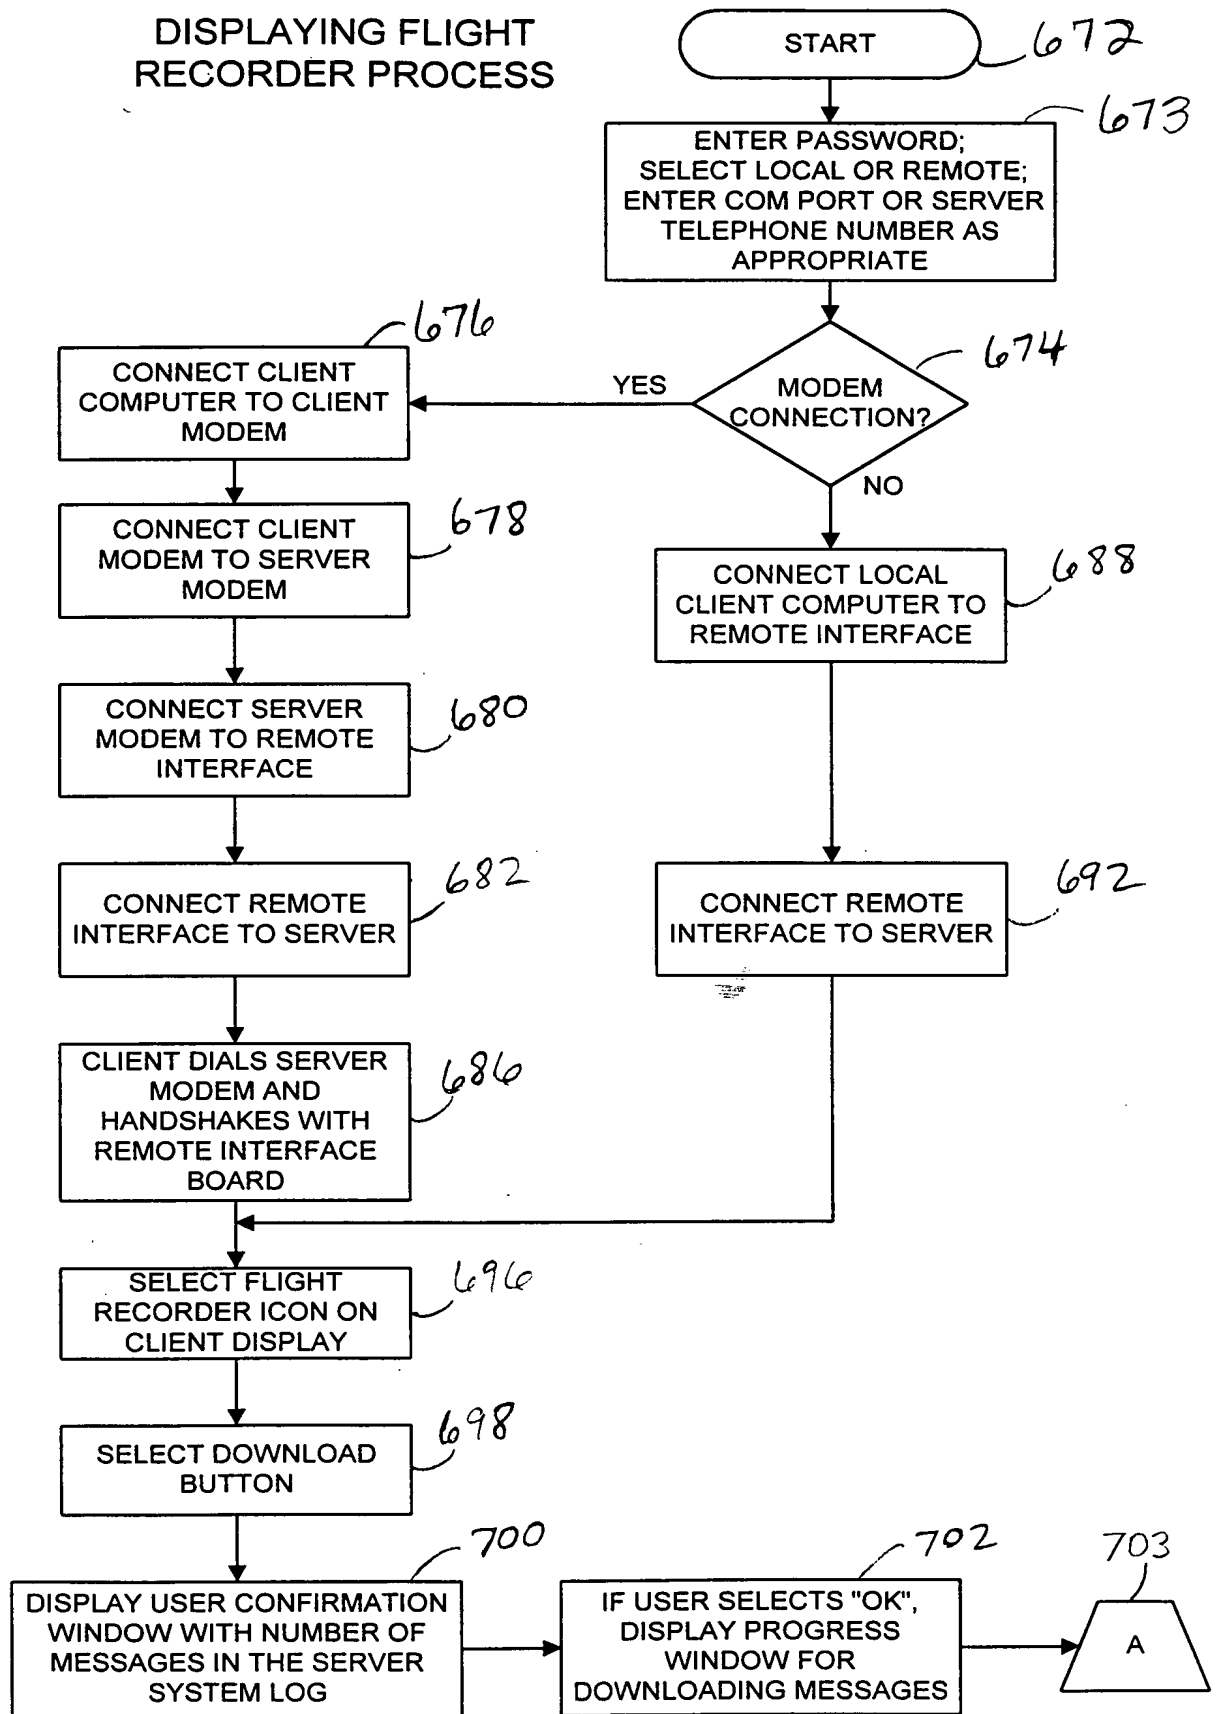 DISPLAYING FLIGHT
RECORDER PROCESS
START
672
673
ENTER PASSWORD;
SELECT LOCAL OR REMOTE;
ENTER COM PORT OR SERVER
TELEPHONE NUMBER AS
APPROPRIATE
674
MODEM
CONNECTION?
YES
NO
676
CONNECT CLIENT
COMPUTER TO CLIENT
MODEM
678
CONNECT CLIENT
MODEM TO SERVER
MODEM
688
CONNECT LOCAL
CLIENT COMPUTER TO
REMOTE INTERFACE
680
CONNECT SERVER
MODEM TO REMOTE
INTERFACE
682
CONNECT REMOTE
INTERFACE TO SERVER
692
CONNECT REMOTE
INTERFACE TO SERVER
686
CLIENT DIALS SERVER
MODEM AND
HANDSHAKES WITH
REMOTE INTERFACE
BOARD
696
SELECT FLIGHT
RECORDER ICON ON
CLIENT DISPLAY
698
SELECT DOWNLOAD
BUTTON
700
DISPLAY USER CONFIRMATION
WINDOW WITH NUMBER OF
MESSAGES IN THE SERVER
SYSTEM LOG
702
IF USER SELECTS "OK",
DISPLAY PROGRESS
WINDOW FOR
DOWNLOADING MESSAGES
703
A